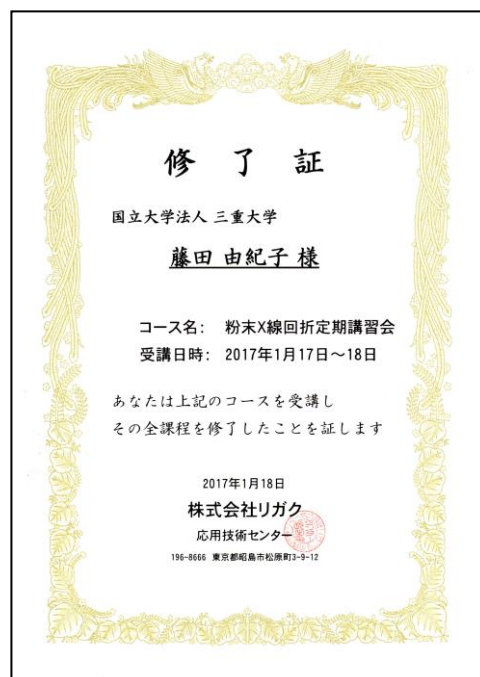 修了証
国立大学法人 三重大学
藤田 由紀子 様
コース名： 粉末X線回折定期講習会
受講日時： 2017年1月17日～18日
あなたは上記のコースを受講し
その全課程を修了したことを証します
2017年1月18日
株式会社リガク
応用技術センター
196-8666 東京都昭島市松原町3-9-12